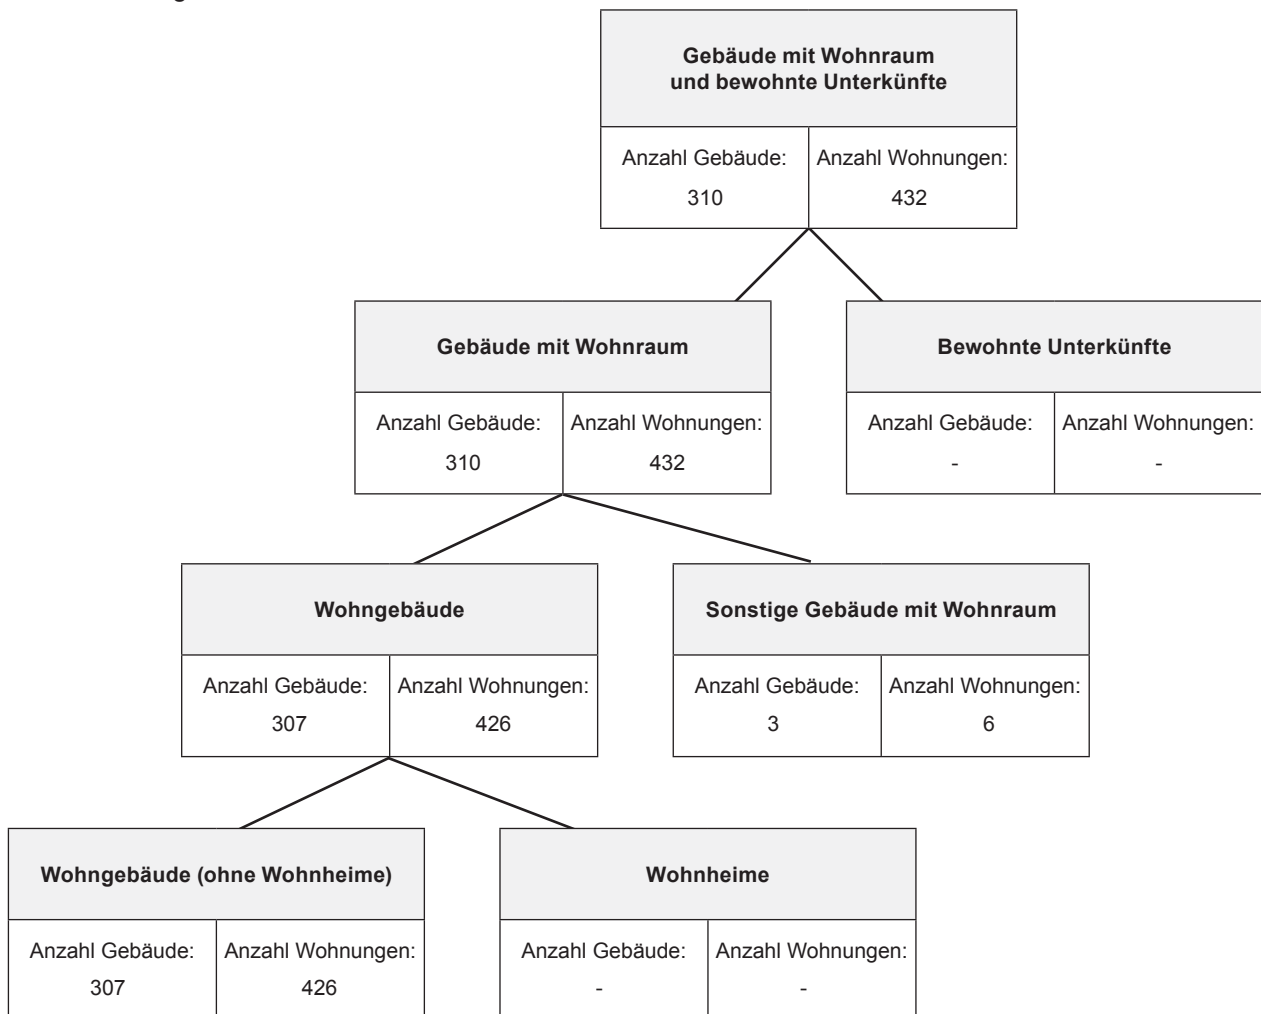 Gebäude mit Wohnraum
und bewohnte Unterkünfte
Anzahl Gebäude: Anzahl Wohnungen:
310 432
Gebäude mit Wohnraum Bewohnte Unterkünfte
Anzahl Gebäude: Anzahl Wohnungen: Anzahl Gebäude: Anzahl Wohnungen:
310 432 - -
Wohngebäude Sonstige Gebäude mit Wohnraum
Anzahl Gebäude: Anzahl Wohnungen: Anzahl Gebäude: Anzahl Wohnungen:
307 426 3 6
Wohngebäude (ohne Wohnheime) Wohnheime
Anzahl Gebäude: Anzahl Wohnungen: Anzahl Gebäude: Anzahl Wohnungen:
307 426 - -